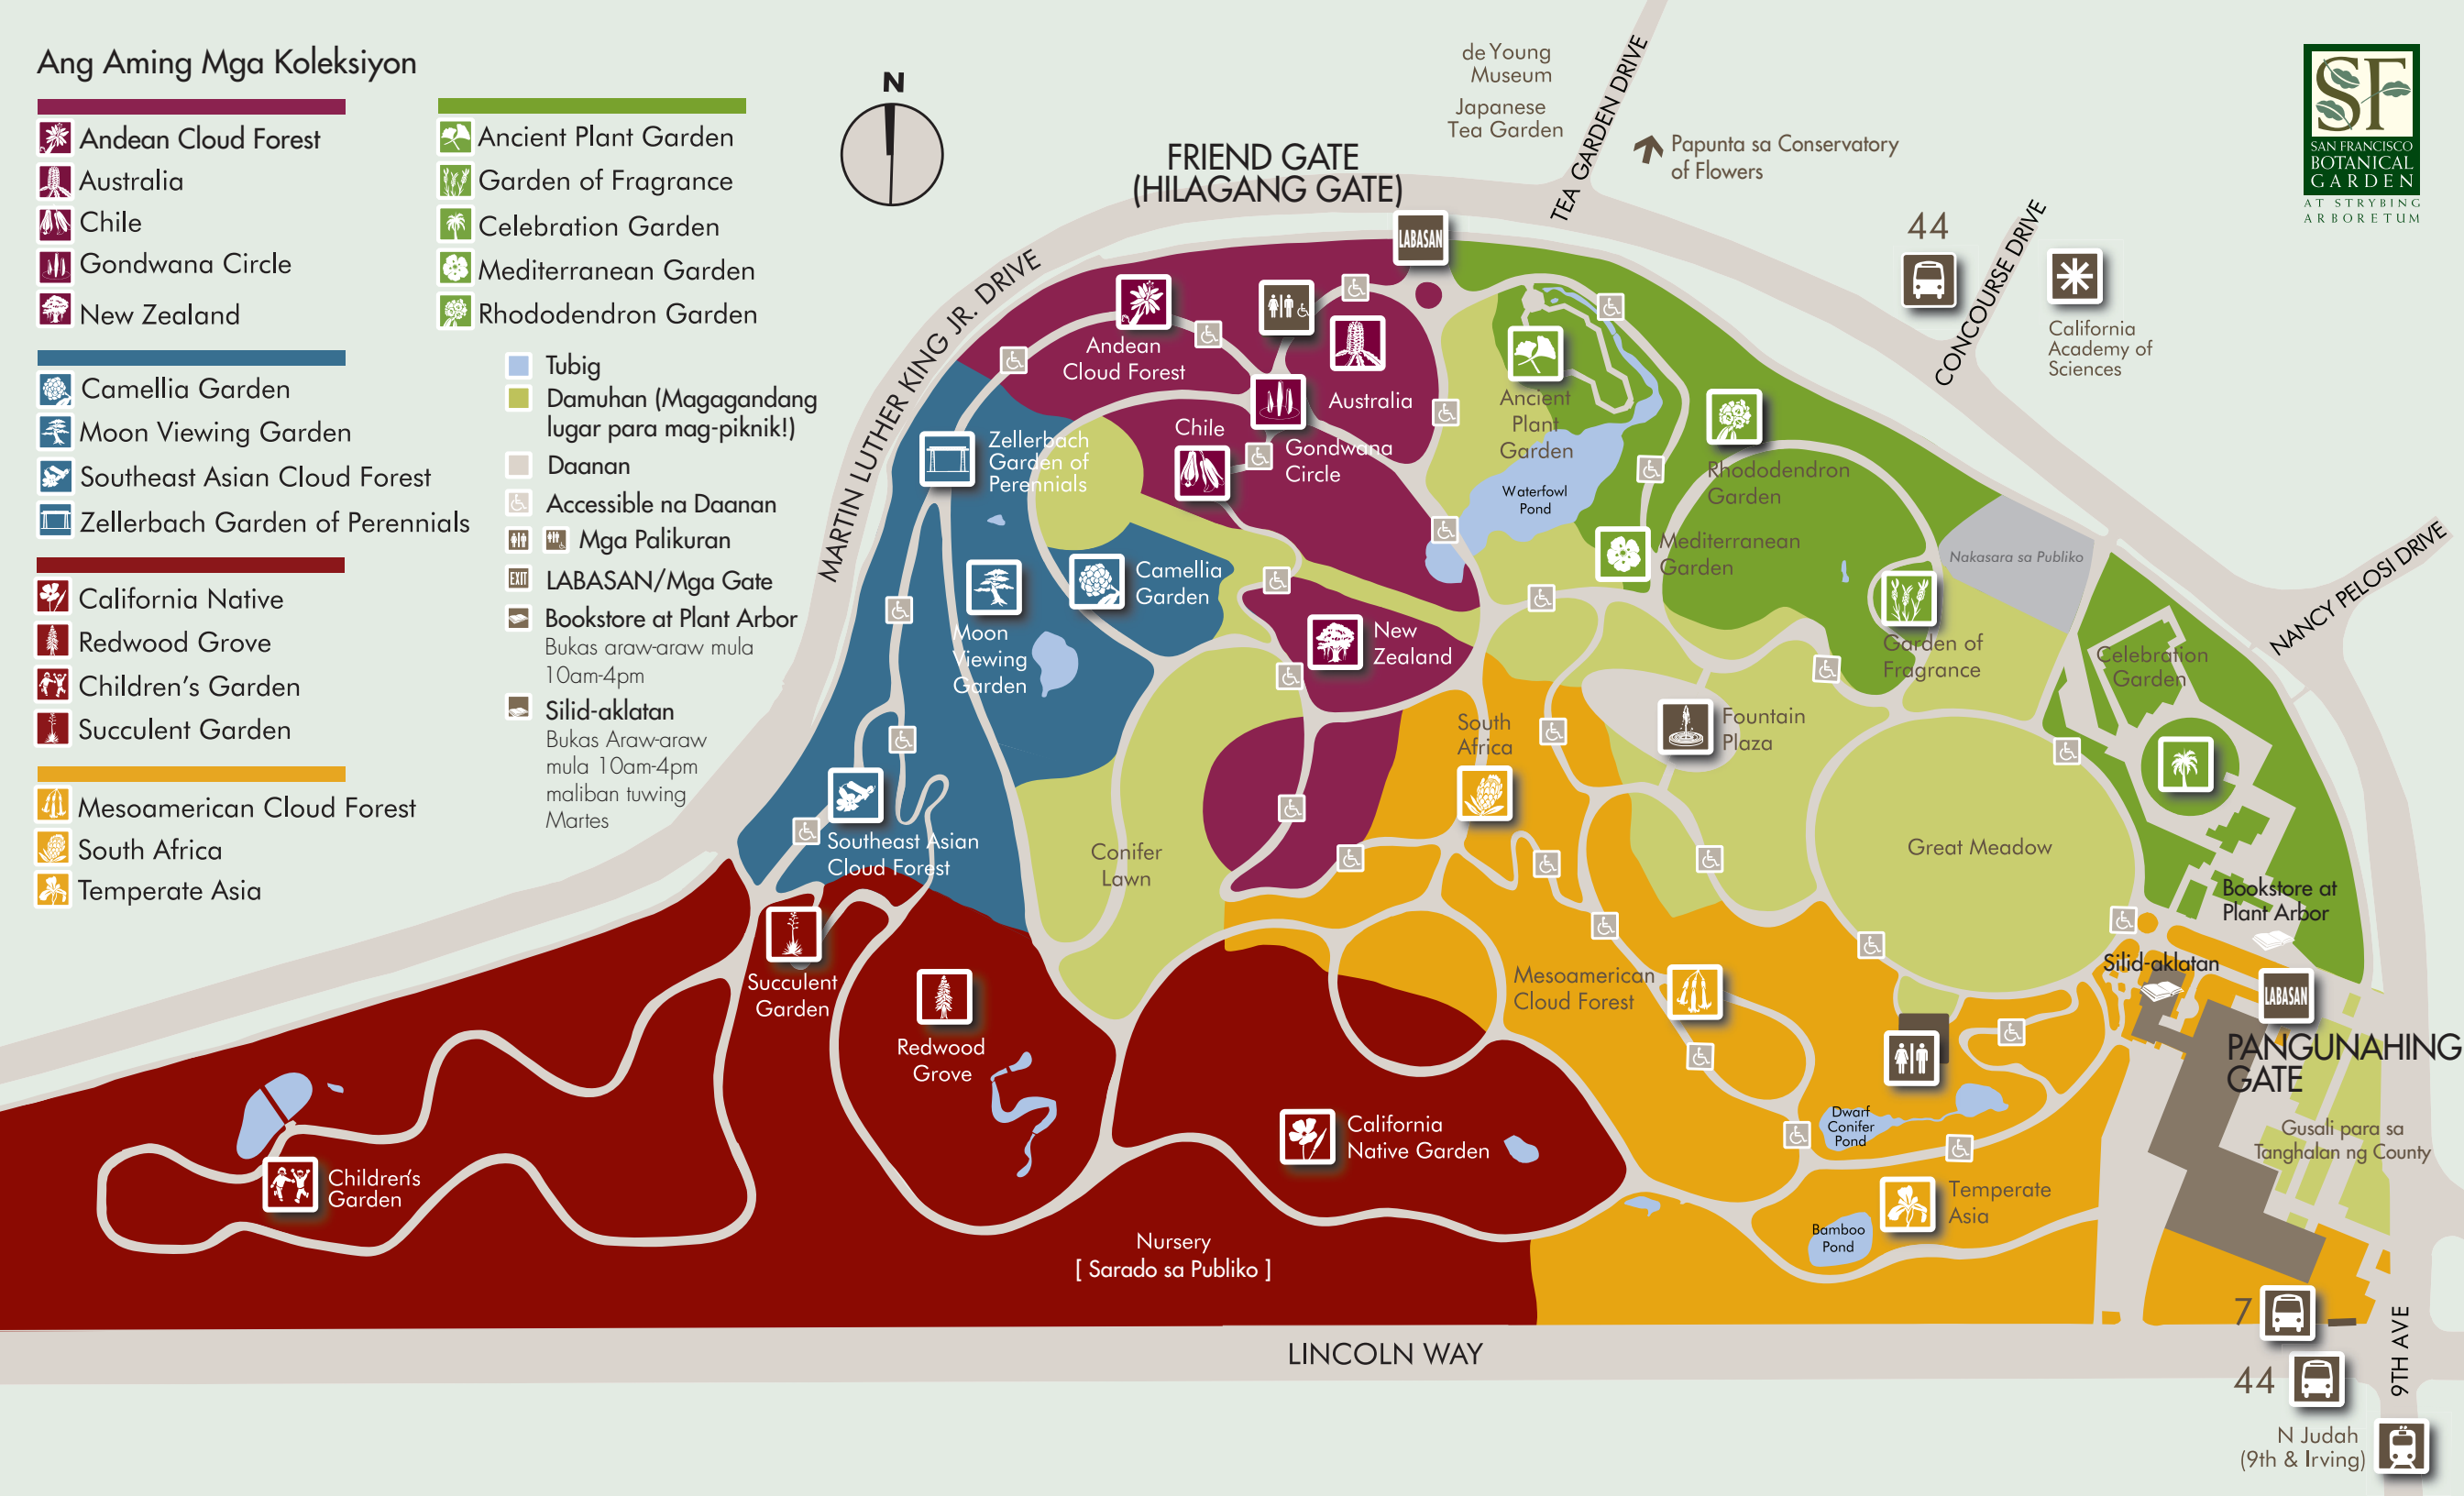 Ang Aming Mga Koleksiyon
Andean Cloud Forest
Australia
Chile
Gondwana Circle
New Zealand
Camellia Garden
Moon Viewing Garden
Southeast Asian Cloud Forest
Zellerbach Garden of Perennials
California Native
Redwood Grove
Children's Garden
Succulent Garden
Mesoamerican Cloud Forest
South Africa
Temperate Asia
Ancient Plant Garden
Garden of Fragrance
Celebration Garden
Mediterranean Garden
Rhododendron Garden
Tubig
Damuhan (Magagandang
lugar para mag-piknik!)
Daanan
Accessible na Daanan
Mga Palikuran
EXIT
LABASAN/Mga Gate
Bookstore at Plant Arbor
Bukas araw-araw mula
10am-4pm
Silid-aklatan
Bukas Araw-araw
mula 10am-4pm
maliban tuwing
Martes
N
de Young
Museum
Japanese
Tea Garden
TEA GARDEN DRIVE
Papunta sa Conservatory
of Flowers
FRIEND GATE
(HILAGANG GATE)
LABASAN
MARTIN LUTHER KING JR. DRIVE
44
CONCOURSE DRIVE
California
Academy of
Sciences
SF
SAN FRANCISCO
BOTANICAL
GARDEN
AT STRYBING
ARBORETUM
NANCY PELOSI DRIVE
Andean
Cloud Forest
Australia
Chile
Gondwana
Circle
Ancient
Plant
Garden
Waterfowl
Pond
Rhododendron
Garden
Mediterranean
Garden
Nakasara sa Publiko
Garden of
Fragrance
Celebration
Garden
Zellerbach
Garden of
Perennials
Camellia
Garden
Moon
Viewing
Garden
New
Zealand
South
Africa
Fountain
Plaza
Great Meadow
Conifer
Lawn
Southeast Asian
Cloud Forest
Succulent
Garden
Redwood
Grove
Mesoamerican
Cloud Forest
Bookstore at
Plant Arbor
Silid-aklatan
LABASAN
PANGUNAHING
GATE
Gusali para sa
Tanghalan ng County
Dwarf
Conifer
Pond
California
Native Garden
Children's
Garden
Temperate
Asia
Bamboo
Pond
Nursery
[ Sarado sa Publiko ]
LINCOLN WAY
7
44
9TH AVE
N Judah
(9th & Irving)